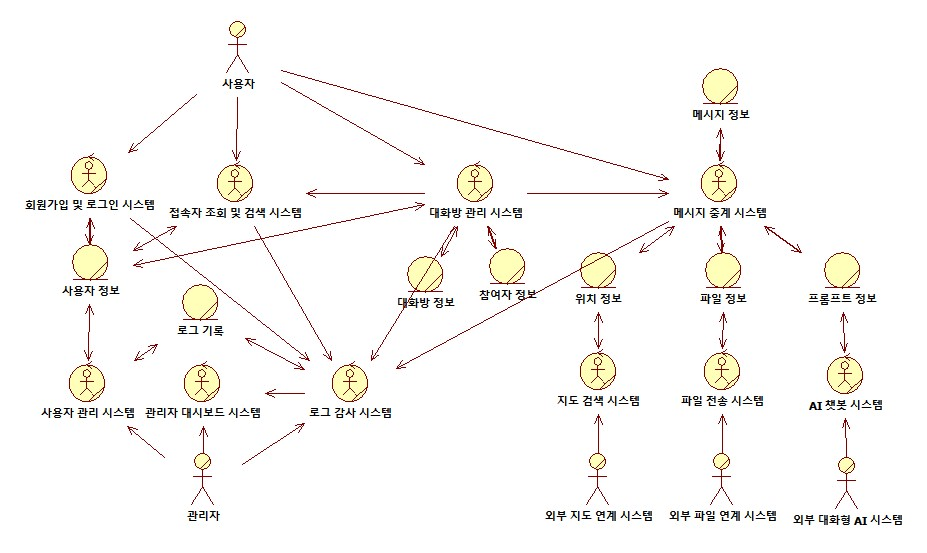 사용자
메시지 정보
회원가입 및 로그인 시스템
접속자 조회 및 검색 시스템
대화방 관리 시스템
메시지 중계 시스템
사용자 정보
대화방 정보
참여자 정보
위치 정보
파일 정보
프롬프트 정보
로그 기록
사용자 관리 시스템
관리자 대시보드 시스템
로그 감사 시스템
지도 검색 시스템
파일 전송 시스템
AI 챗봇 시스템
관리자
외부 지도 연계 시스템
외부 파일 연계 시스템
외부 대화형 AI 시스템